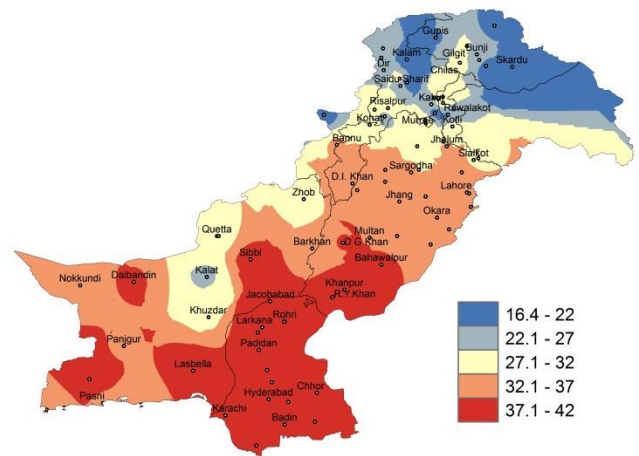 Gupis
Kalam
Gilgit
Bunji
Dir
Chilas
Skardu
Saidu Sharif
Risalpur
Rawalakot
Kohat
Kotli
Bannu
Jhelum
Sialkot
Sargodha
D.I. Khan
Zhob
Lahore
Jhang
Okara
Quetta
Multan
Barkhan
D G Khan
Sibbi
Bahawalpur
Kalat
Dalbandin
Nokkundi
Khanpur
R.Y.Khan
Jacobabad
Khuzdar
Larkana
Rohri
Panjgur
Padidan
Lasbella
Pasni
Hyderabad
Chhor
Karachi
Badin
16.4 - 22
22.1 - 27
27.1 - 32
32.1 - 37
37.1 - 42